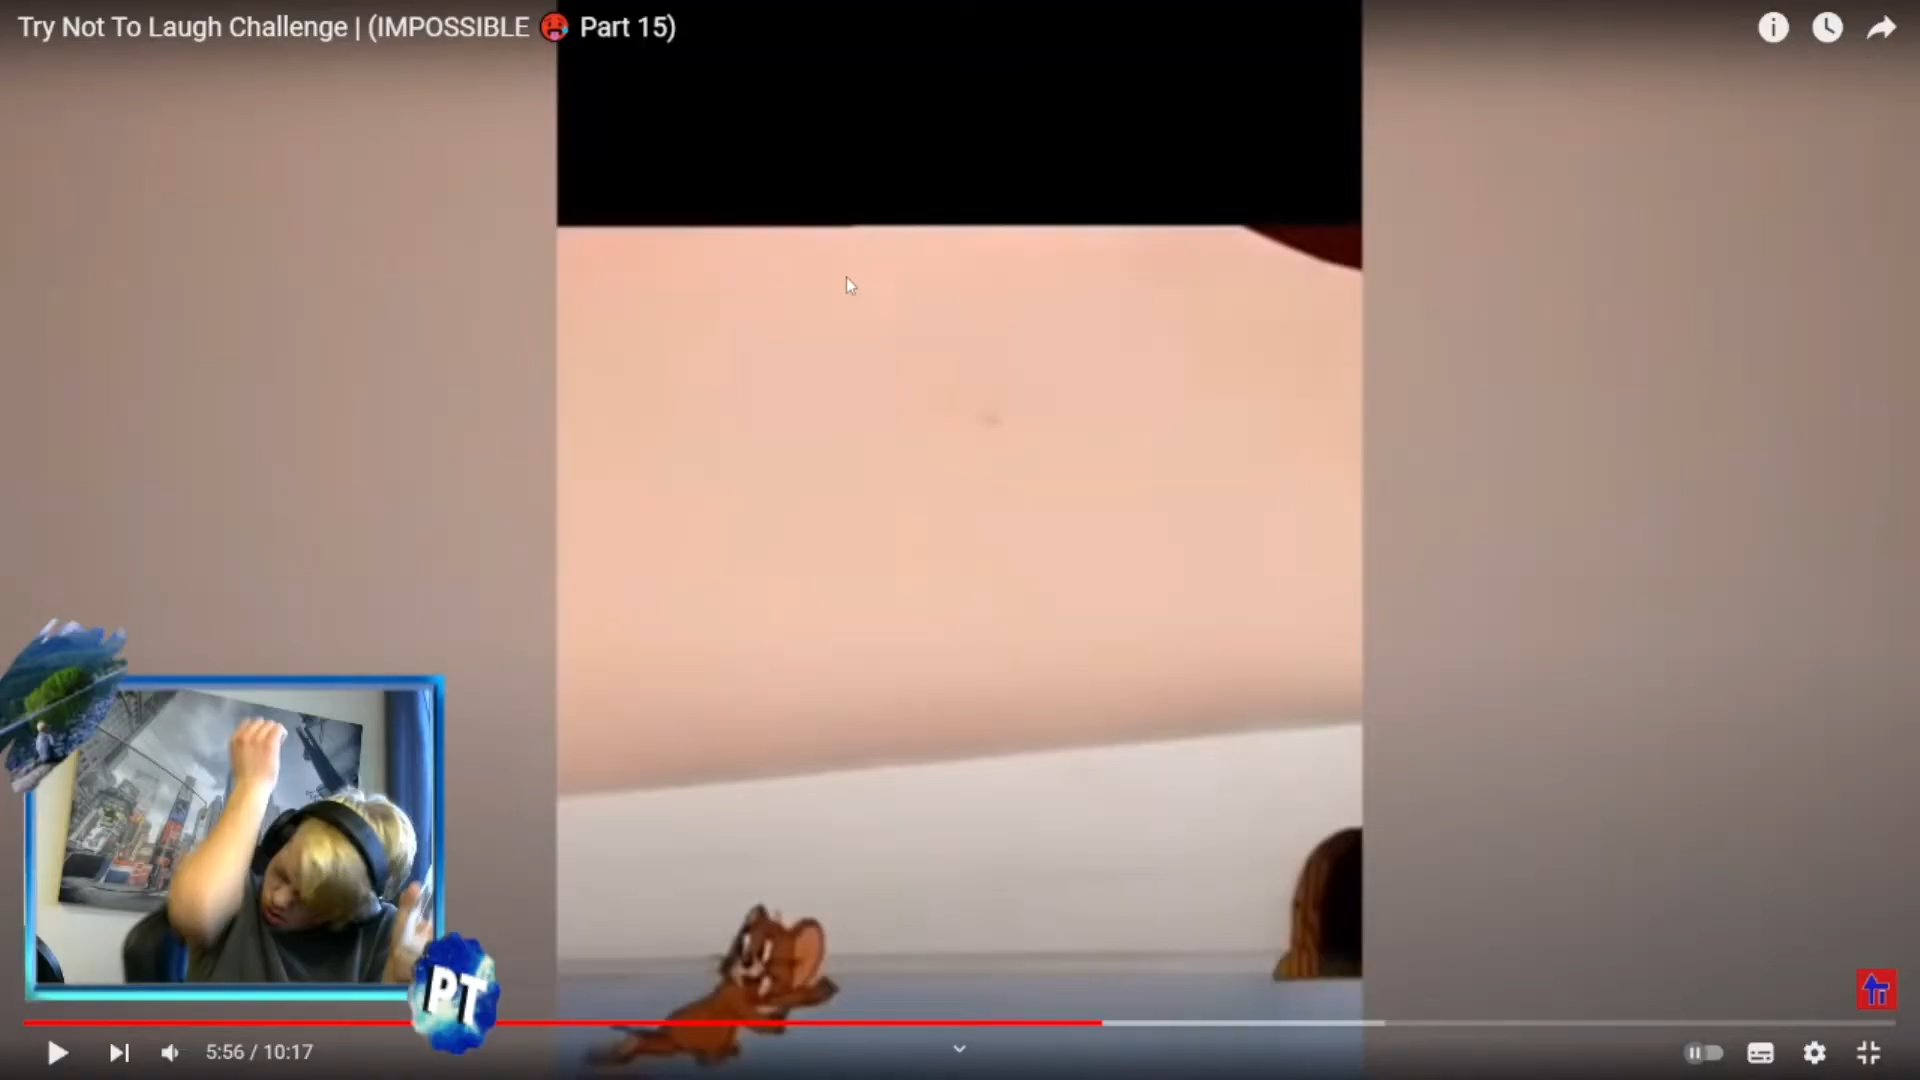 Try Not To Laugh Challenge | (IMPOSSIBLE 🥵 Part 15)
PT
5:56 / 10:17